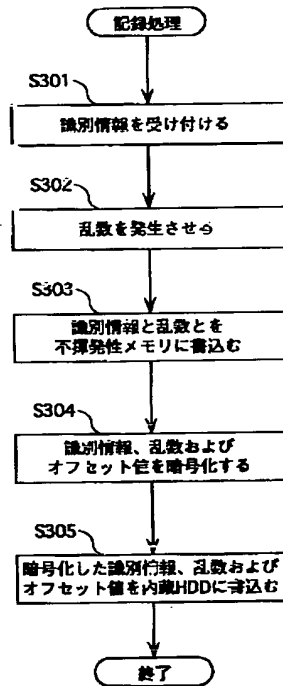 記録処理
S301
識別情報を受け付ける
S302
乱数を発生させる
S303
識別情報と乱数とを
不揮発性メモリに書込む
S304
識別情報、乱数および
オフセット値を暗号化する
S305
暗号化した識別情報、乱数および
オフセット値を内蔵HDDに書込む
終了